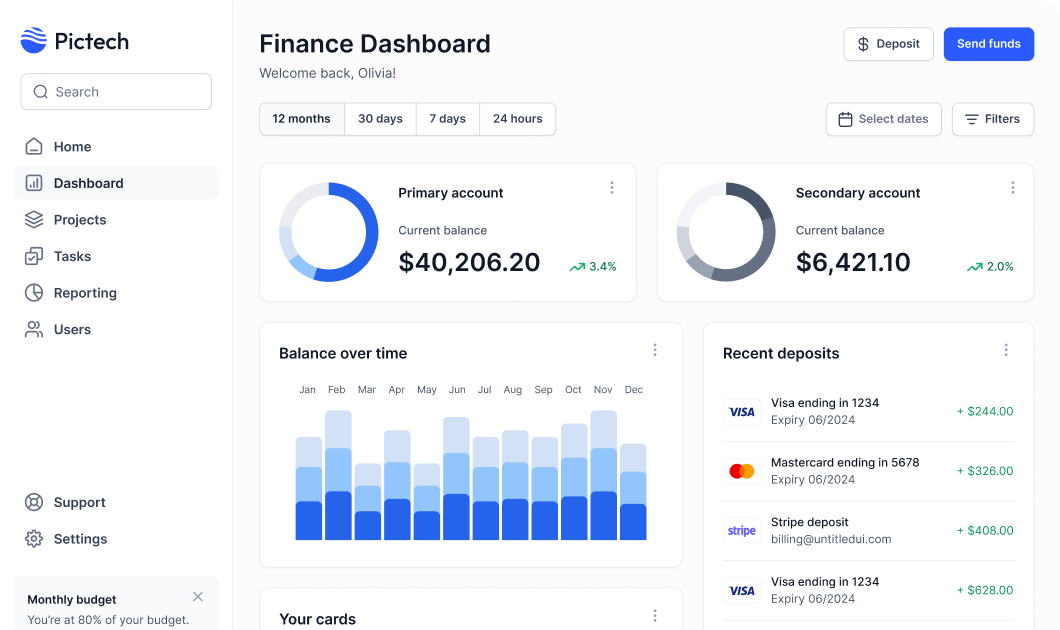 Pictech
Search
Home
Dashboard
Projects
Tasks
Reporting
Users
Support
Settings
Monthly budget
You're at 80% of your budget.
Finance Dashboard
Welcome back, Olivia!
Deposit
Send funds
12 months 30 days 7 days 24 hours
Select dates
Filters
Primary account
Current balance
$40,206.20
3.4%
Secondary account
Current balance
$6,421.10
2.0%
Balance over time
Jan Feb Mar Apr May Jun Jul Aug Sep Oct Nov Dec
Your cards
Recent deposits
VISA
Visa ending in 1234
Expiry 06/2024
+ $244.00
Mastercard ending in 5678
Expiry 06/2024
+ $326.00
stripe
Stripe deposit
billing@untitledui.com
+ $408.00
VISA
Visa ending in 1234
Expiry 06/2024
+ $628.00